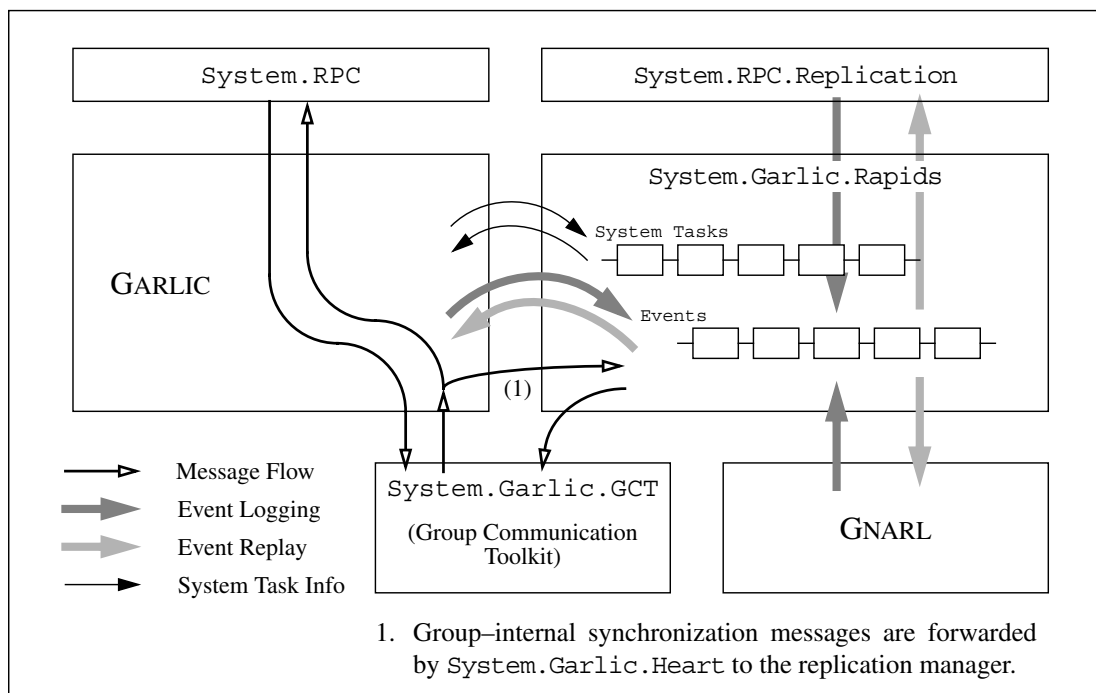 System.RPC
System.RPC.Replication
System.Garlic.Rapids
System Tasks
GARLIC
Events
(1)
Message Flow
Event Logging
Event Replay
System Task Info
System.Garlic.GCT
(Group Communication
Toolkit)
GNARL
1. Group–internal synchronization messages are forwarded
by System.Garlic.Heart to the replication manager.